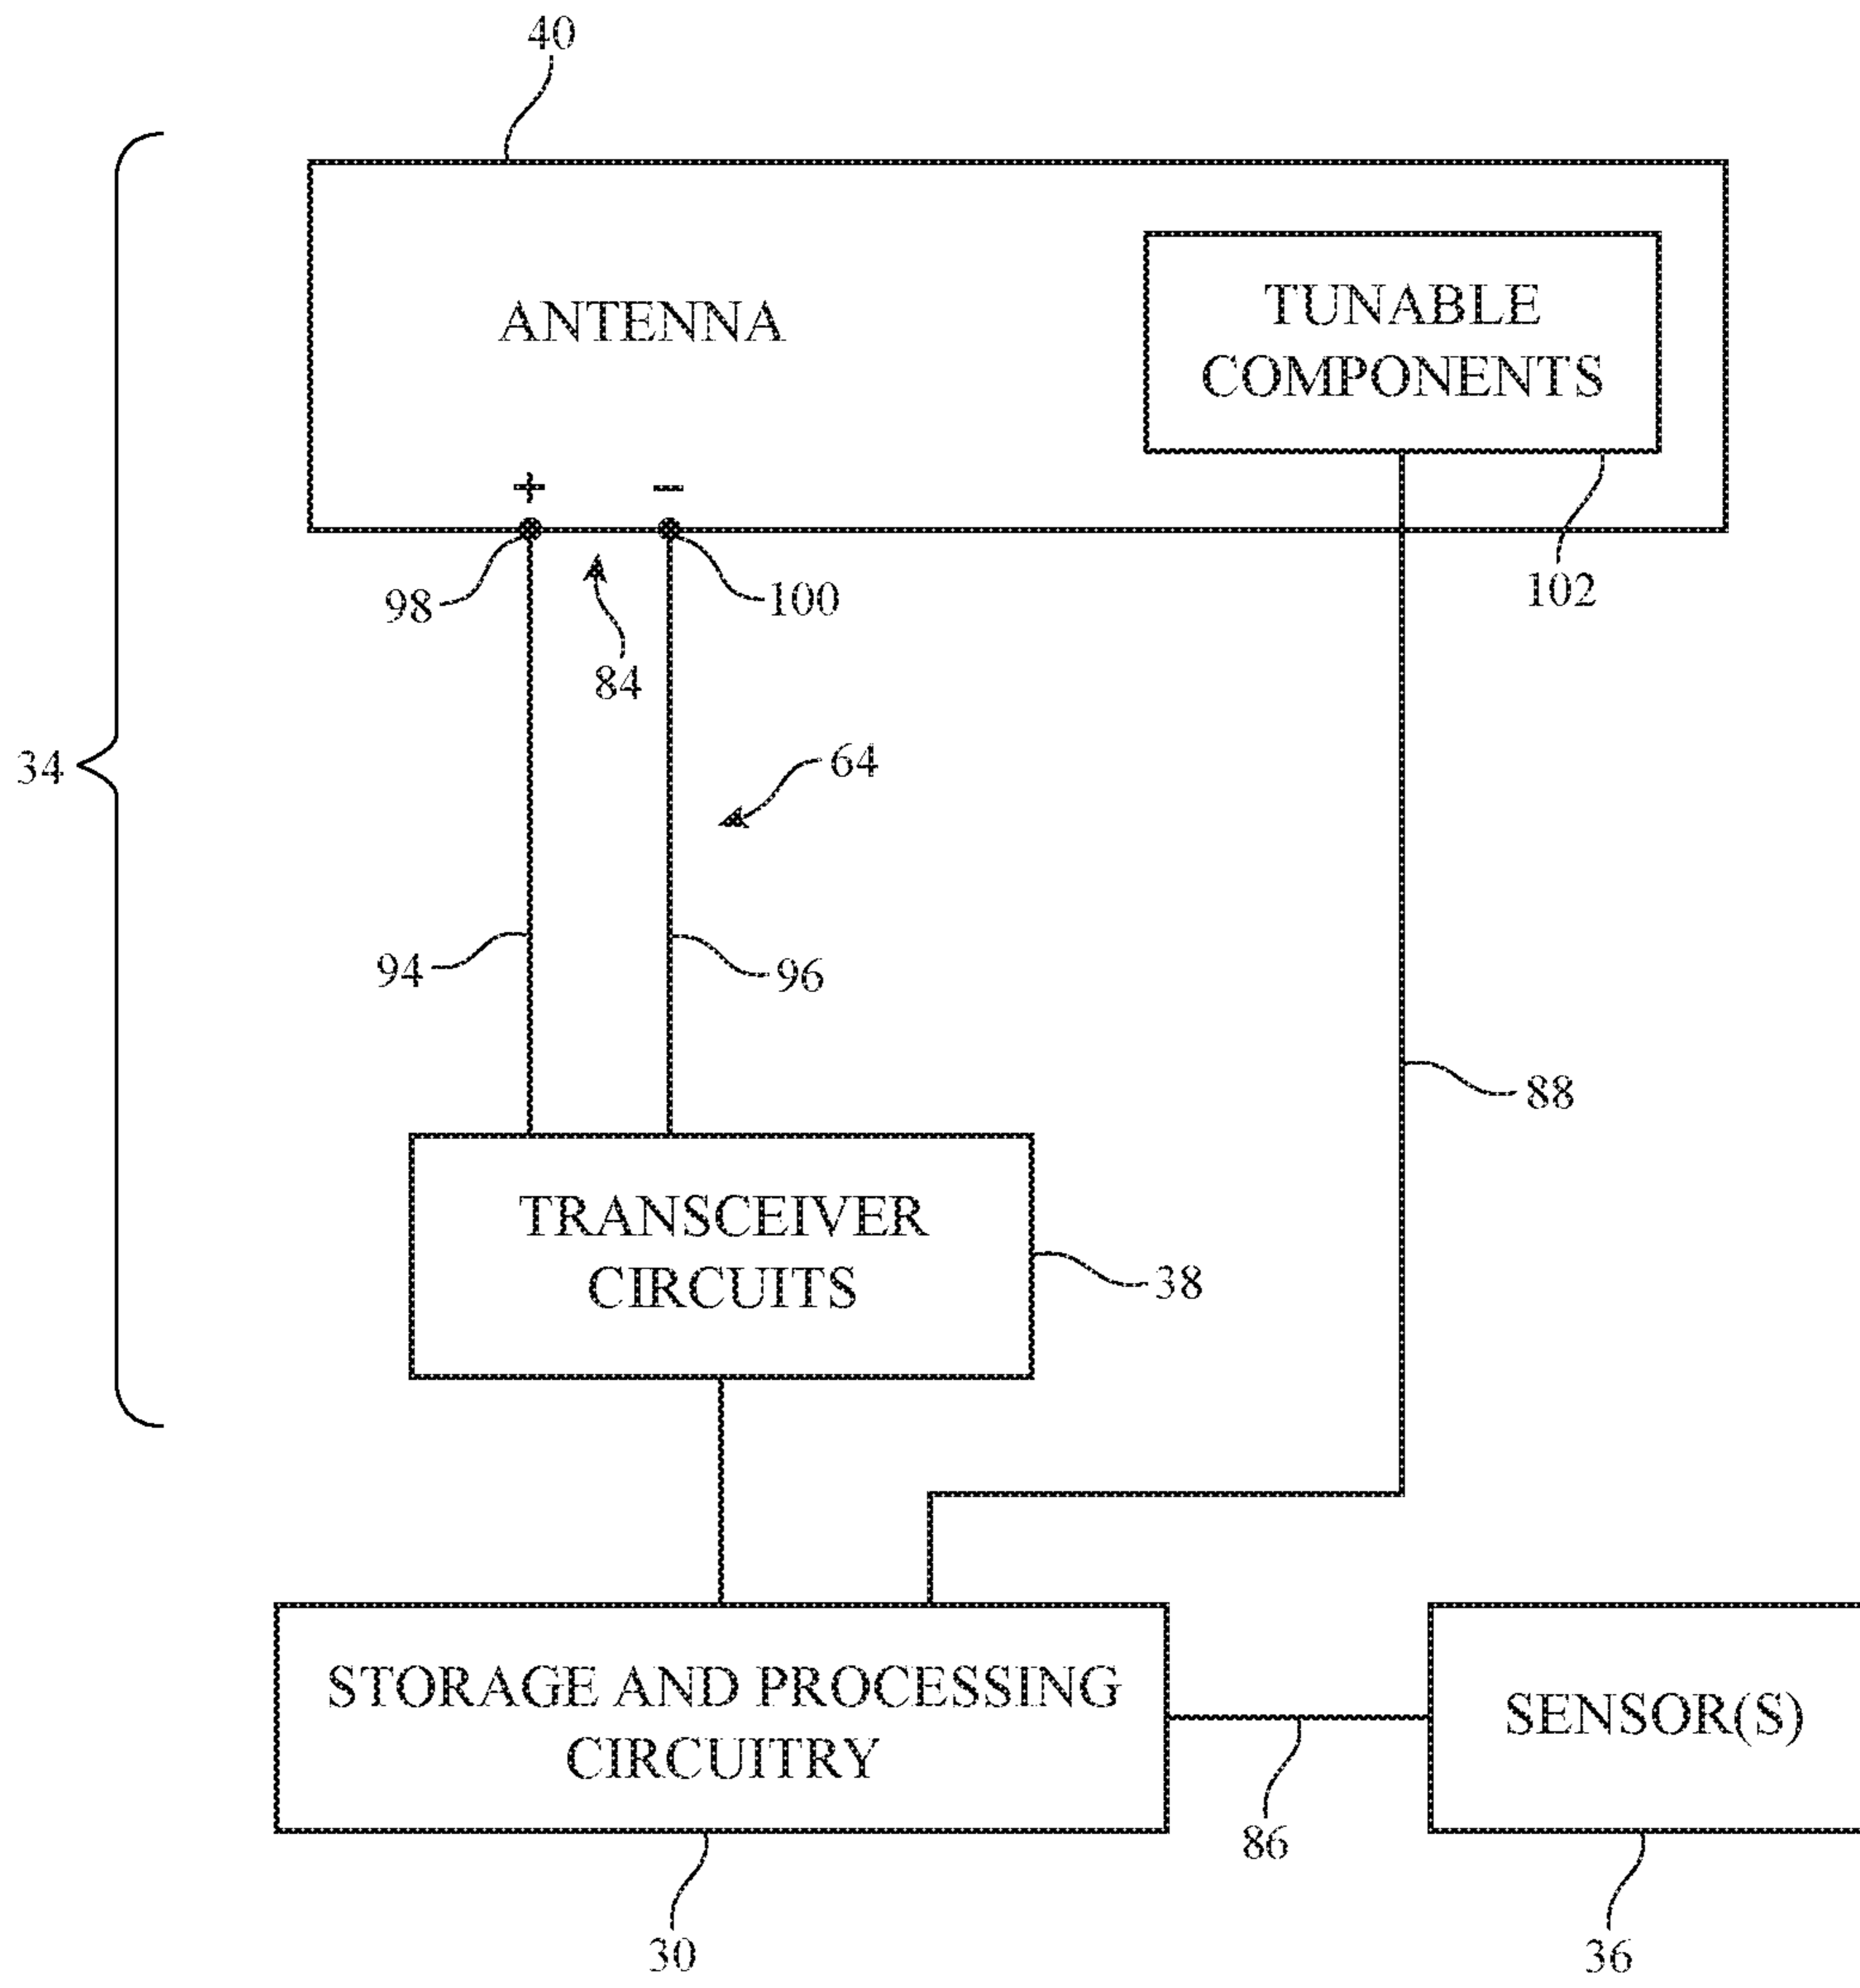 40
ANTENNA
TUNABLE
COMPONENTS
+
−
98
100
102
84
34
64
94
96
88
TRANSCEIVER
CIRCUITS
38
STORAGE AND PROCESSING
CIRCUITRY
SENSOR(S)
86
30
36